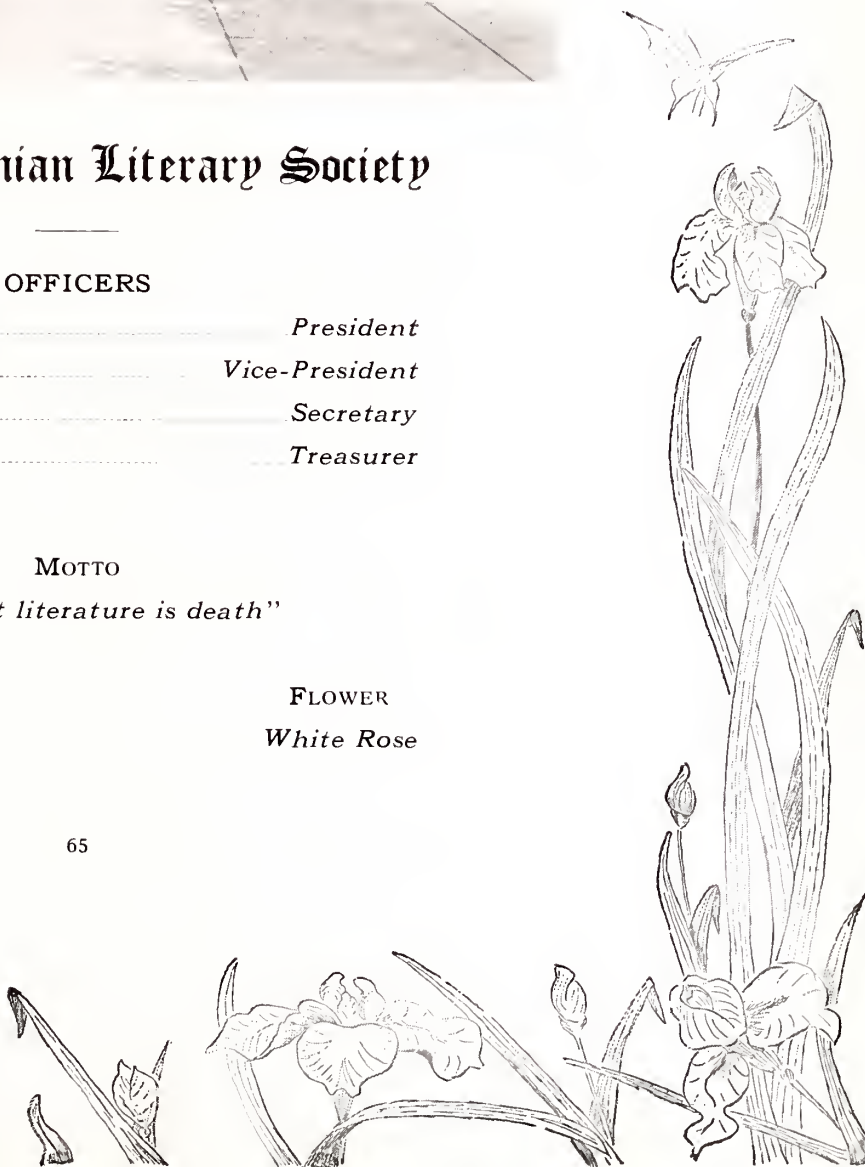 nian Literary Society
OFFICERS
President
Vice-President
Secretary
Treasurer
MOTTO
t literature is death”
FLOWER
White Rose
65